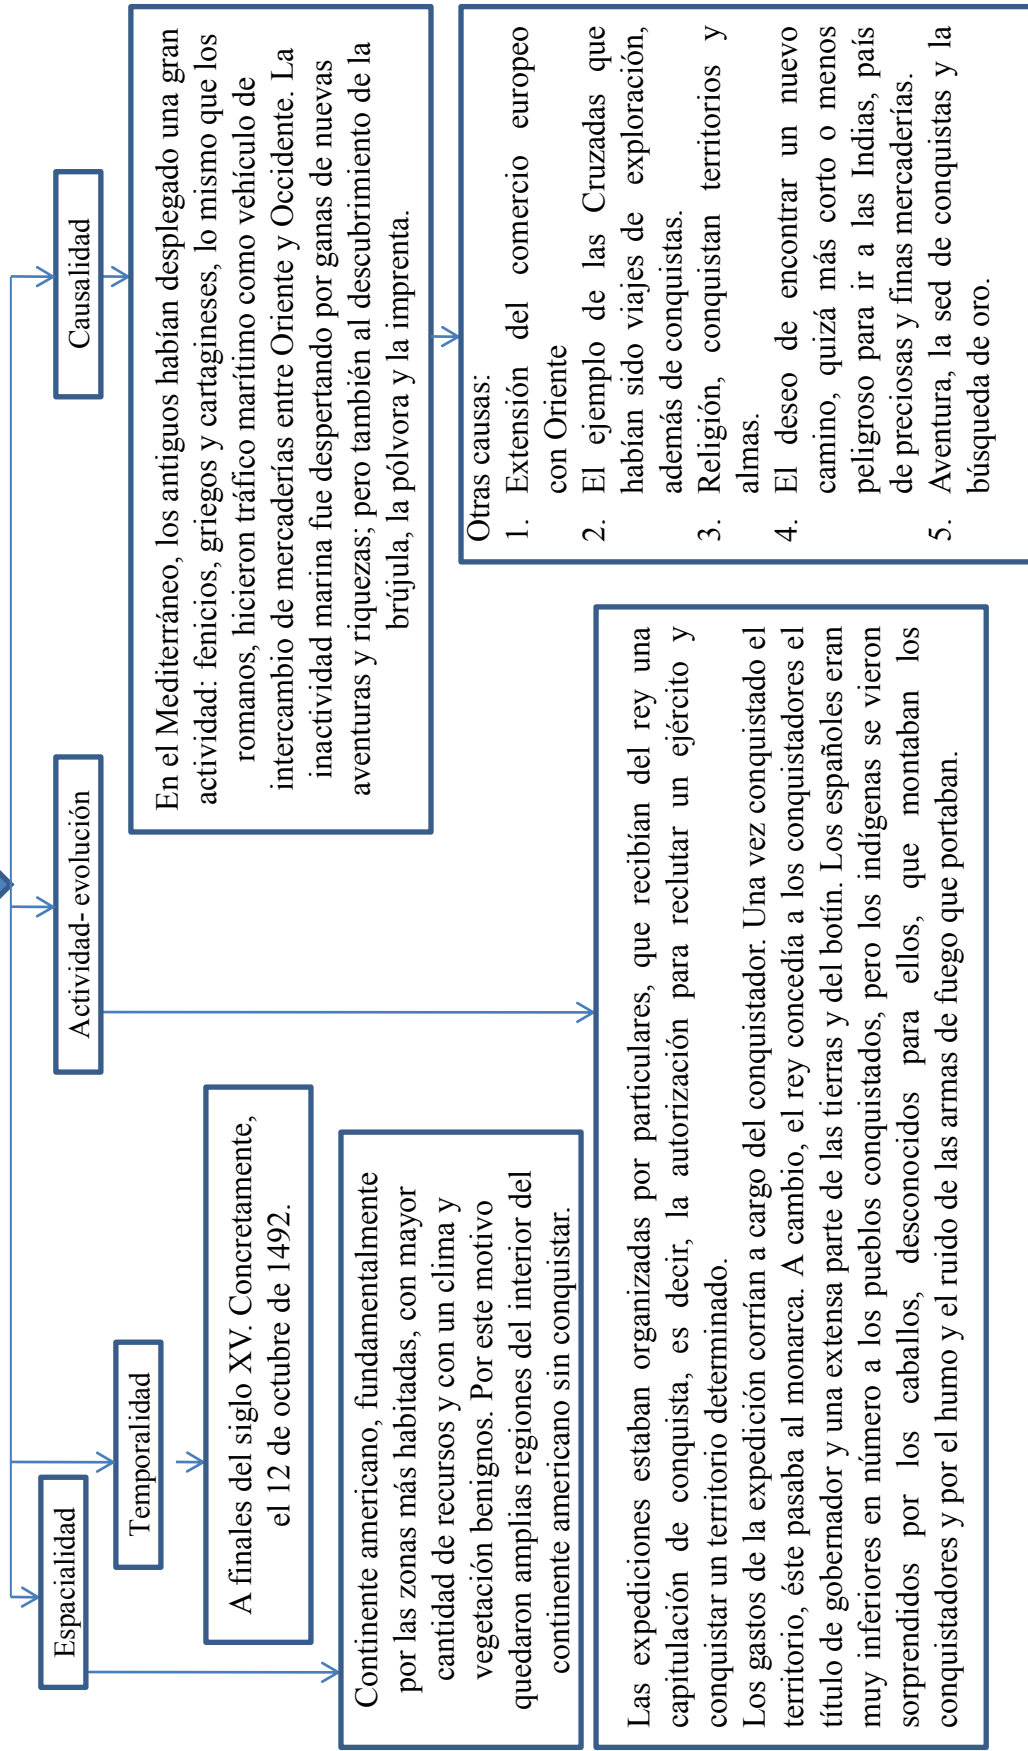 Espacialidad
Continente americano, fundamentalmente
por las zonas más habitadas, con mayor
cantidad de recursos y con un clima y
vegetación benignos. Por este motivo
quedaron amplias regiones del interior del
continente americano sin conquistar.
Temporalidad
A finales del siglo XV. Concretamente,
el 12 de octubre de 1492.
Actividad- evolución
Las expediciones estaban organizadas por particulares, que recibían del rey una
capitulación de conquista, es decir, la autorización para reclutar un ejército y
conquistar un territorio determinado.
Los gastos de la expedición corrían a cargo del conquistador. Una vez conquistado el
territorio, éste pasaba al monarca. A cambio, el rey concedía a los conquistadores el
título de gobernador y una extensa parte de las tierras y del botín. Los españoles eran
muy inferiores en número a los pueblos conquistados, pero los indígenas se vieron
sorprendidos por los caballos, desconocidos para ellos, que montaban los
conquistadores y por el humo y el ruido de las armas de fuego que portaban.
Causalidad
En el Mediterráneo, los antiguos habían desplegado una gran
actividad: fenicios, griegos y cartagineses, lo mismo que los
romanos, hicieron tráfico marítimo como vehículo de
intercambio de mercaderías entre Oriente y Occidente. La
inactividad marina fue despertando por ganas de nuevas
aventuras y riquezas; pero también al descubrimiento de la
brújula, la pólvora y la imprenta.
Otras causas:
1. Extensión del comercio europeo
con Oriente
2. El ejemplo de las Cruzadas que
habían sido viajes de exploración,
además de conquistas.
3. Religión, conquistan territorios y
almas.
4. El deseo de encontrar un nuevo
camino, quizá más corto o menos
peligroso para ir a las Indias, país
de preciosas y finas mercaderías.
5. Aventura, la sed de conquistas y la
búsqueda de oro.